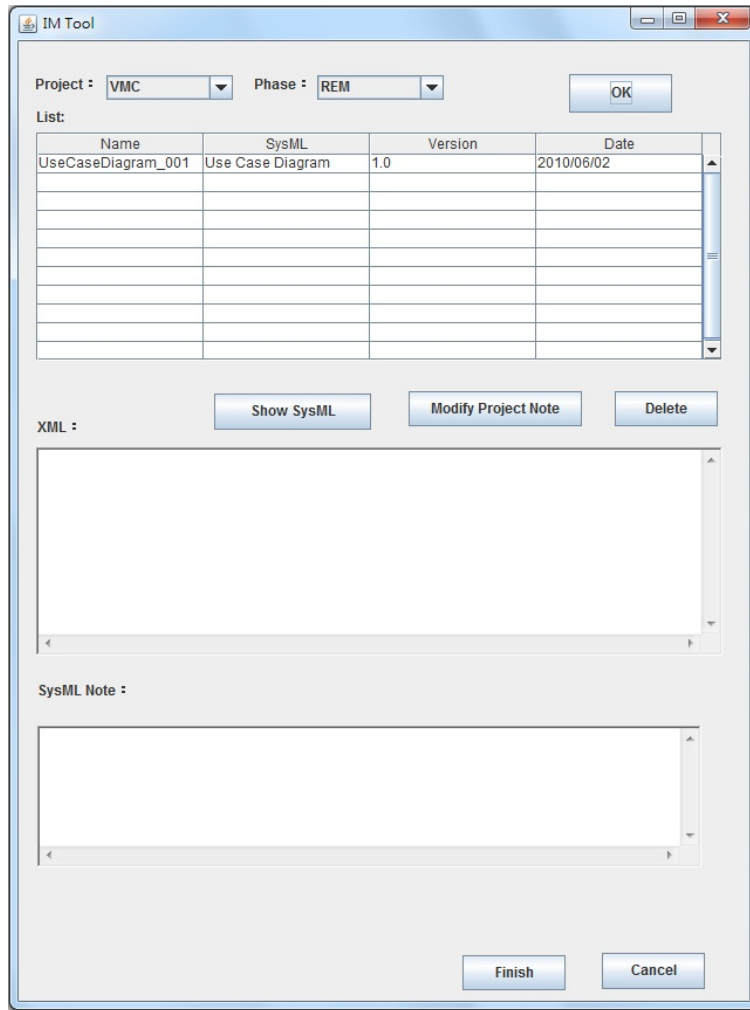 IM Tool
Project： VMC Phase： REM OK
List:
Name SysML Version Date
UseCaseDiagram_001 Use Case Diagram 1.0 2010/06/02
Show SysML Modify Project Note Delete
XML：
SysML Note：
Finish Cancel